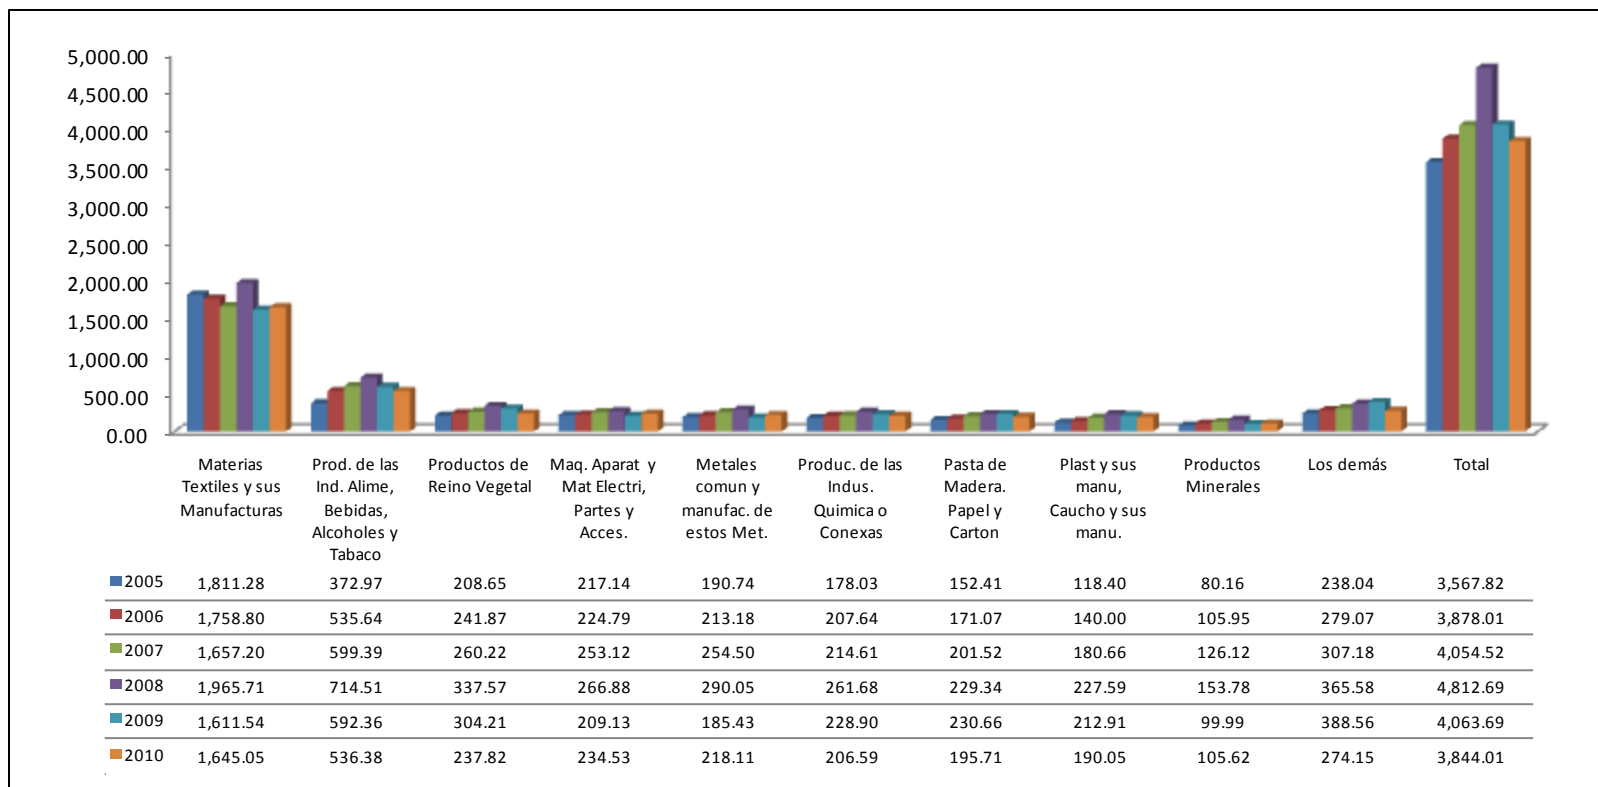 5,000.00
4,500.00
4,000.00
3,500.00
3,000.00
2,500.00
2,000.00
1,500.00
1,000.00
500.00
0.00
Materias
Textiles y sus
Manufacturas
Prod. de las
Ind. Alime,
Bebidas,
Alcoholes y
Tabaco
Productos de
Reino Vegetal
Maq. Aparat y
Mat Electri,
Partes y
Acces.
Metales
comun y
manufac. de
estos Met.
Produc. de las
Indus.
Quimica o
Conexas
Pasta de
Madera.
Papel y
Carton
Plast y sus
manu,
Caucho y sus
manu.
Productos
Minerales
Los demás
Total
2005 1,811.28 372.97 208.65 217.14 190.74 178.03 152.41 118.40 80.16 238.04 3,567.82
2006 1,758.80 535.64 241.87 224.79 213.18 207.64 171.07 140.00 105.95 279.07 3,878.01
2007 1,657.20 599.39 260.22 253.12 254.50 214.61 201.52 180.66 126.12 307.18 4,054.52
2008 1,965.71 714.51 337.57 266.88 290.05 261.68 229.34 227.59 153.78 365.58 4,812.69
2009 1,611.54 592.36 304.21 209.13 185.43 228.90 230.66 212.91 99.99 388.56 4,063.69
2010 1,645.05 536.38 237.82 234.53 218.11 206.59 195.71 190.05 105.62 274.15 3,844.01